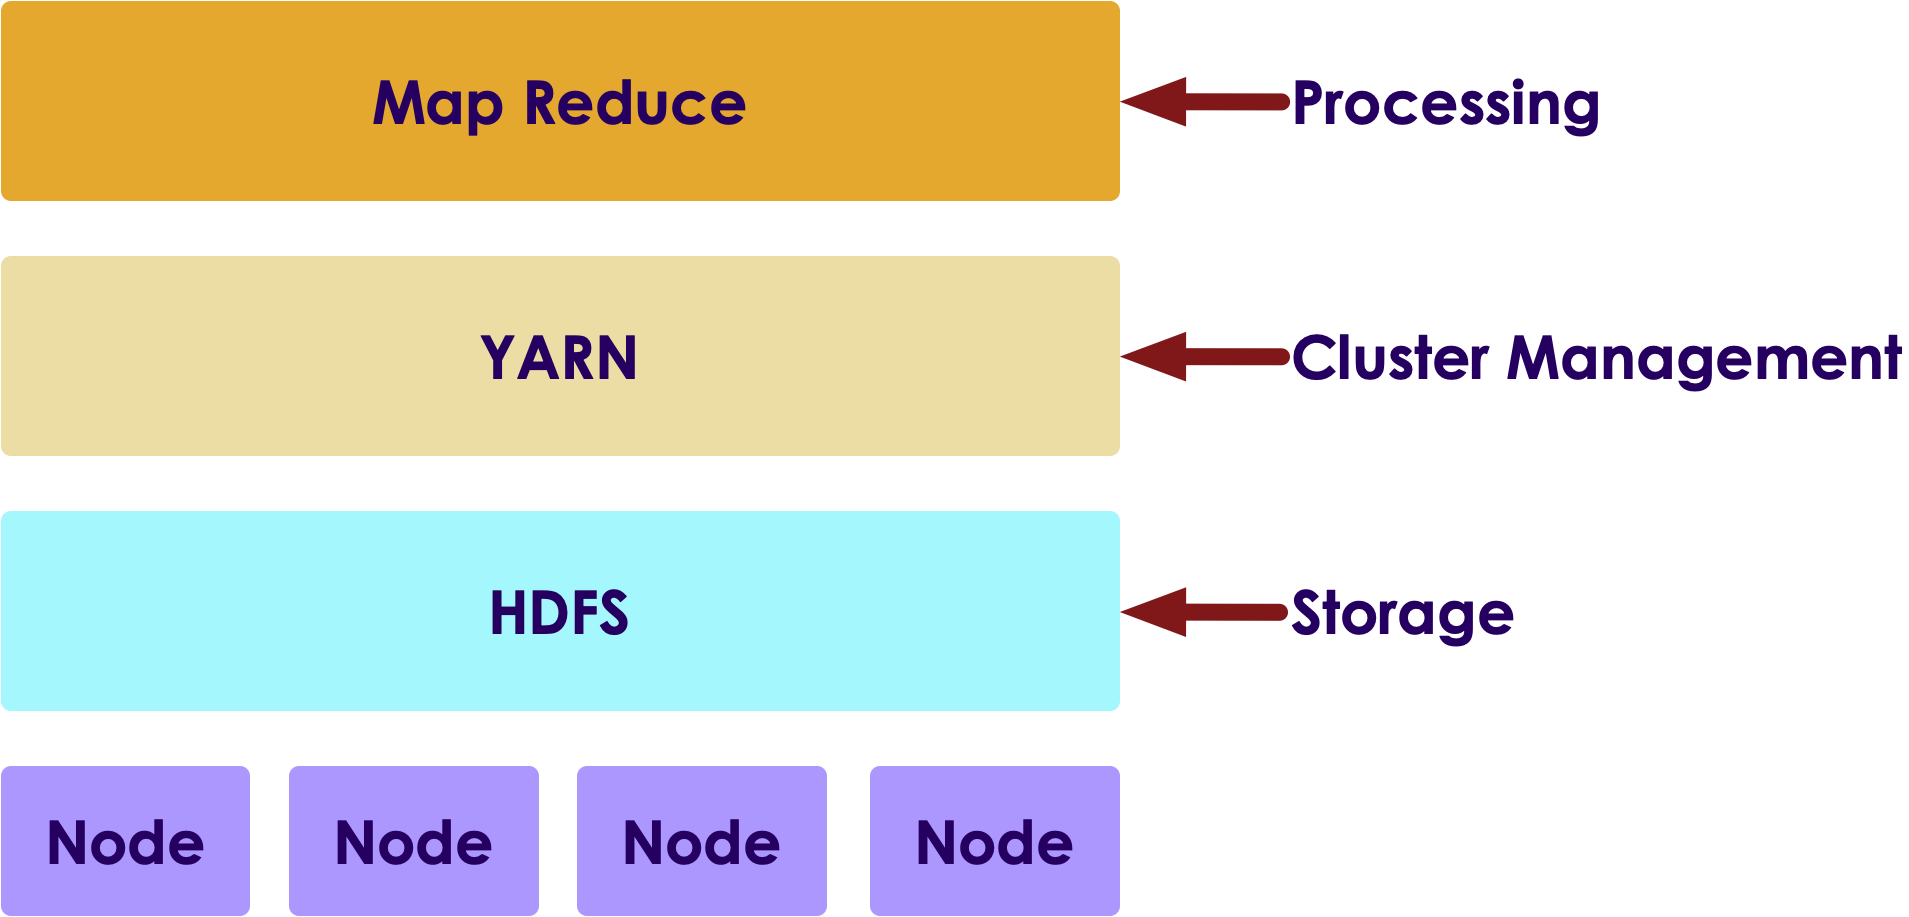 Map Reduce
Processing
YARN
Cluster Management
HDFS
Storage
Node
Node
Node
Node